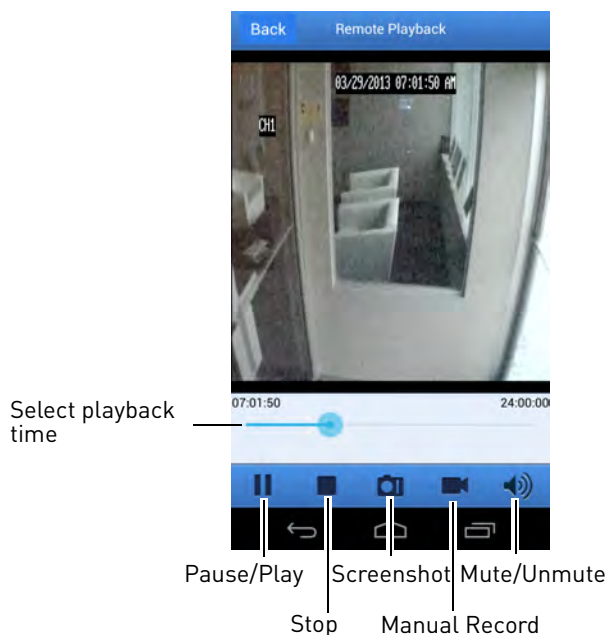 Back
Remote Playback
03/29/2013 07:01:50 AM
CH1
07:01:50
24:00:00
Select playback
time
Pause/Play
Screenshot
Mute/Unmute
Stop
Manual Record